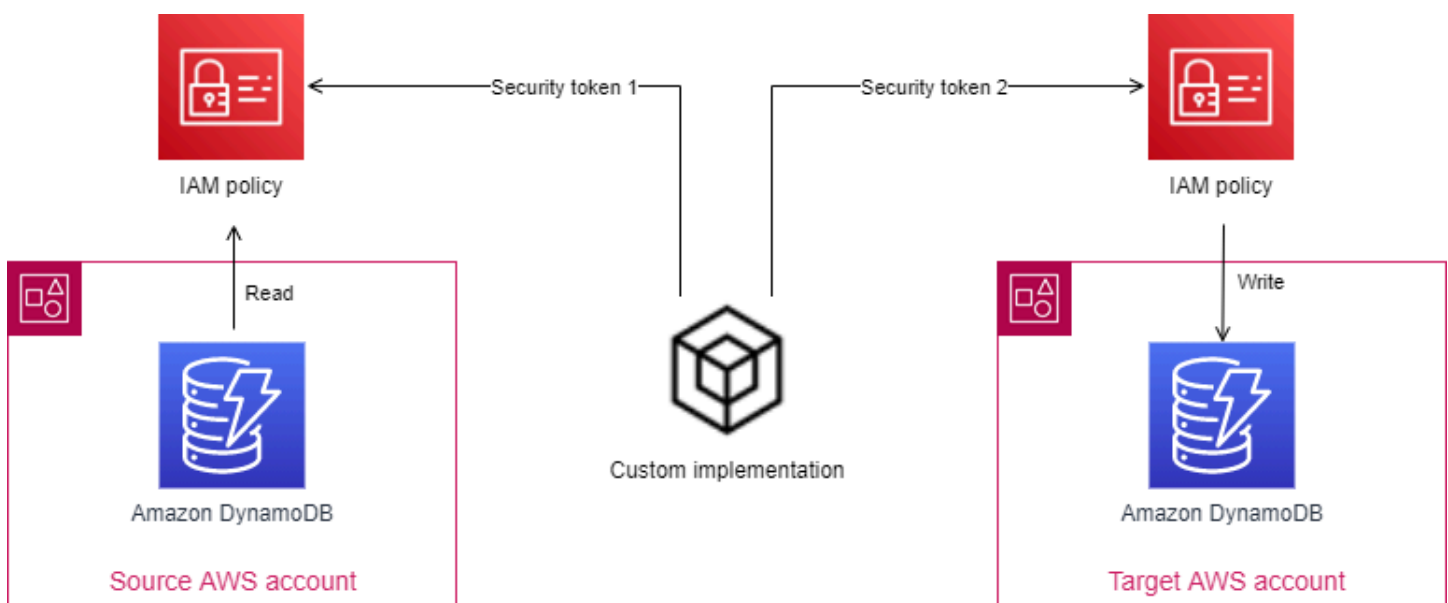 Security token 1
Security token 2
IAM policy
IAM policy
Read
Write
Custom implementation
Amazon DynamoDB
Amazon DynamoDB
Source AWS account
Target AWS account